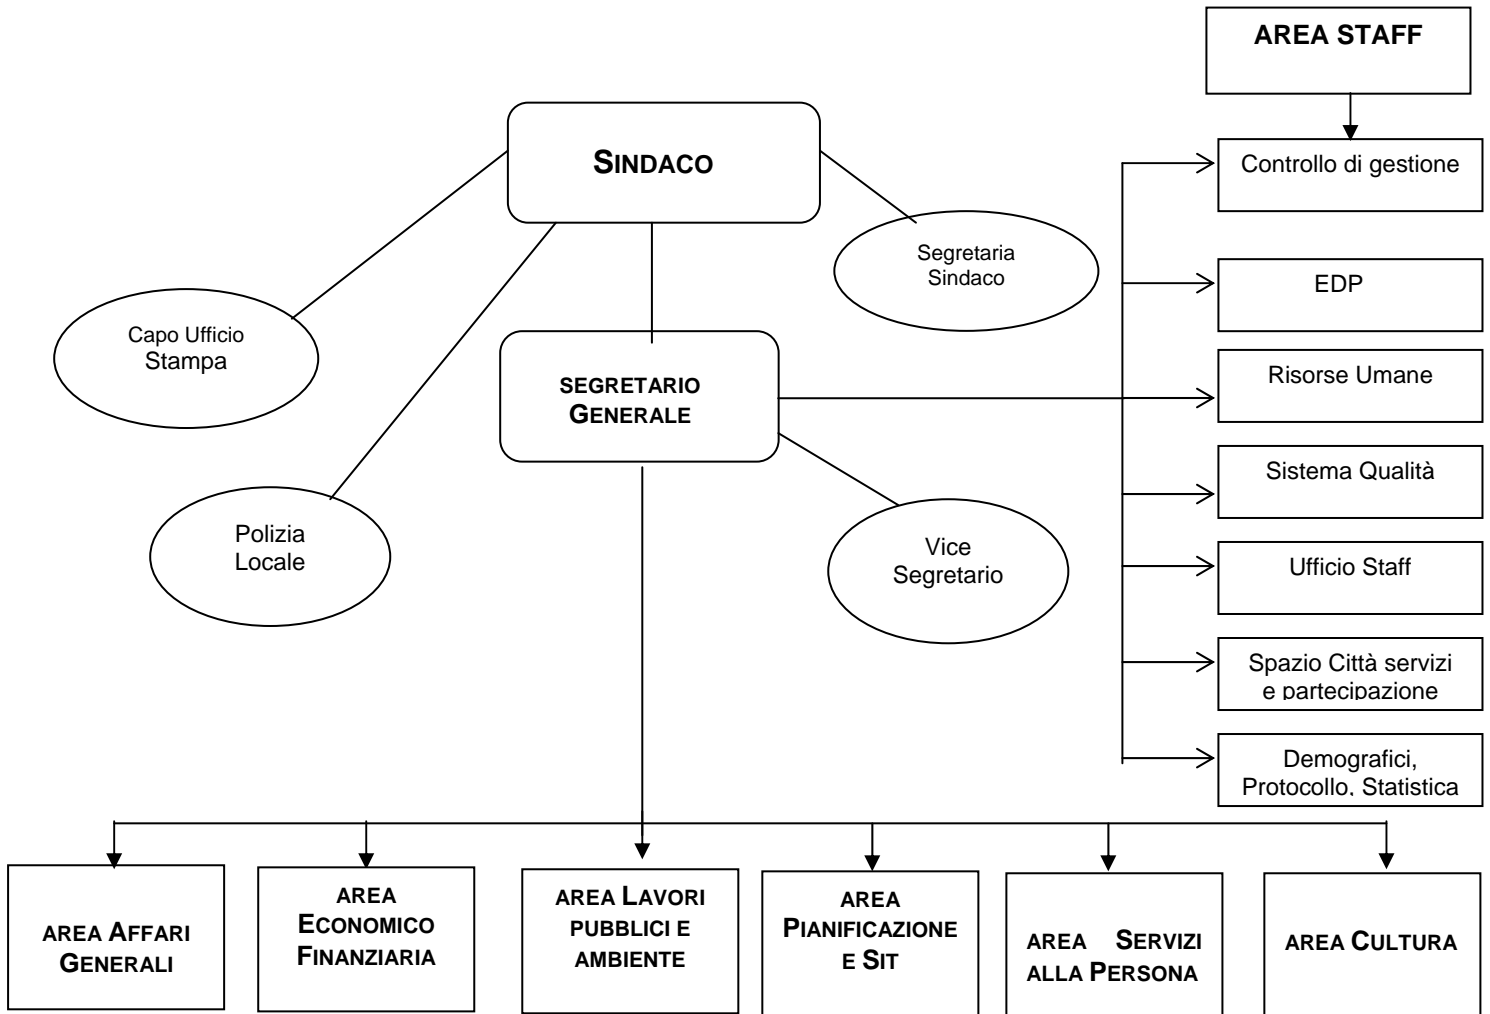 AREA STAFF
SINDACO
Controllo di gestione
Segretaria
Sindaco
EDP
Capo Ufficio
Stampa
SEGRETARIO
GENERALE
Risorse Umane
Sistema Qualità
Polizia
Locale
Vice
Segretario
Ufficio Staff
Spazio Città servizi
e partecipazione
Demografici,
Protocollo, Statistica
AREA AFFARI
GENERALI
AREA
ECONOMICO
FINANZIARIA
AREA LAVORI
PUBBLICI E
AMBIENTE
AREA
PIANIFICAZIONE
E SIT
AREA SERVIZI
ALLA PERSONA
AREA CULTURA